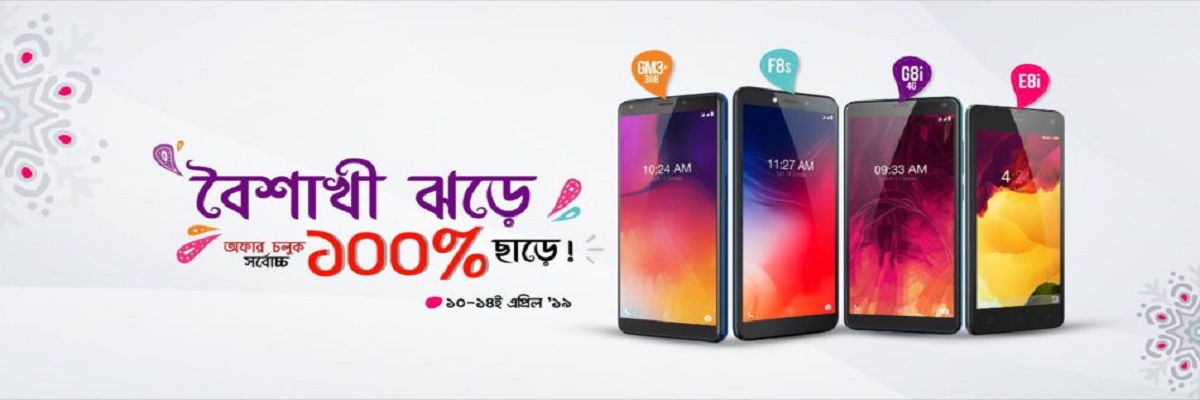 বৈশাখী ঝড়ে
অফার চলুক
সর্বোচ্চ
১০০% ছাড়ে!
১০-১৪ই এপ্রিল '১৯
GM3+
3GB
F8s
G8i
4G
E8i
10:24 AM
11:27 AM
09:33 AM
4